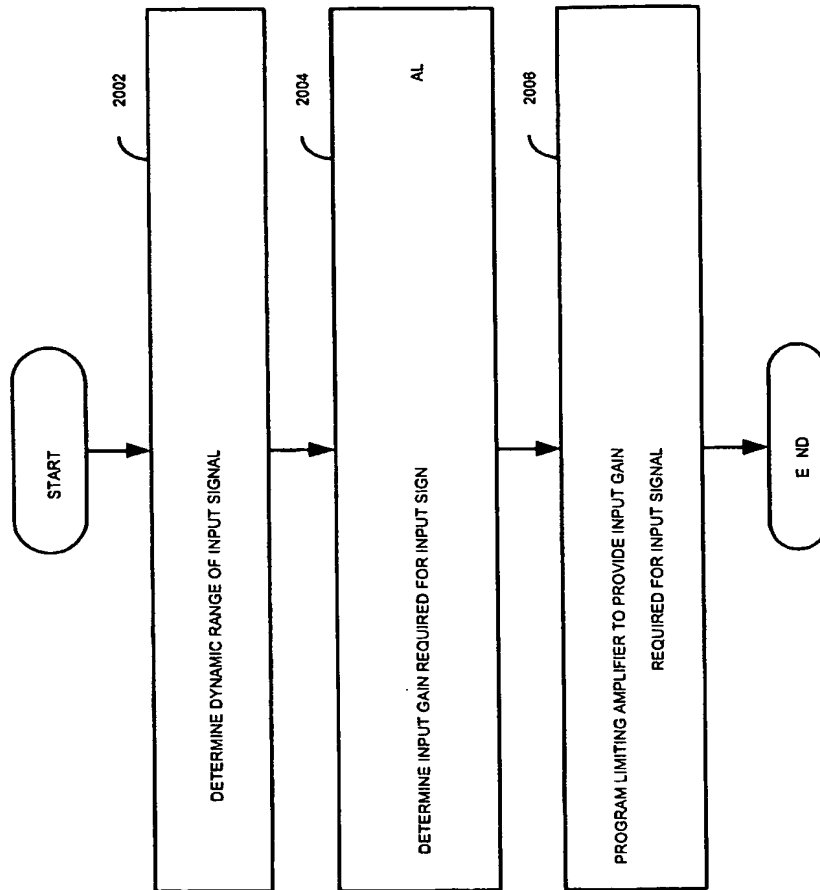 START
2002
DETERMINE DYNAMIC RANGE OF INPUT SIGNAL
2004
DETERMINE INPUT GAIN REQUIRED FOR INPUT SIGN AL
2006
PROGRAM LIMITING AMPLIFIER TO PROVIDE INPUT GAIN
REQUIRED FOR INPUT SIGNAL
E ND